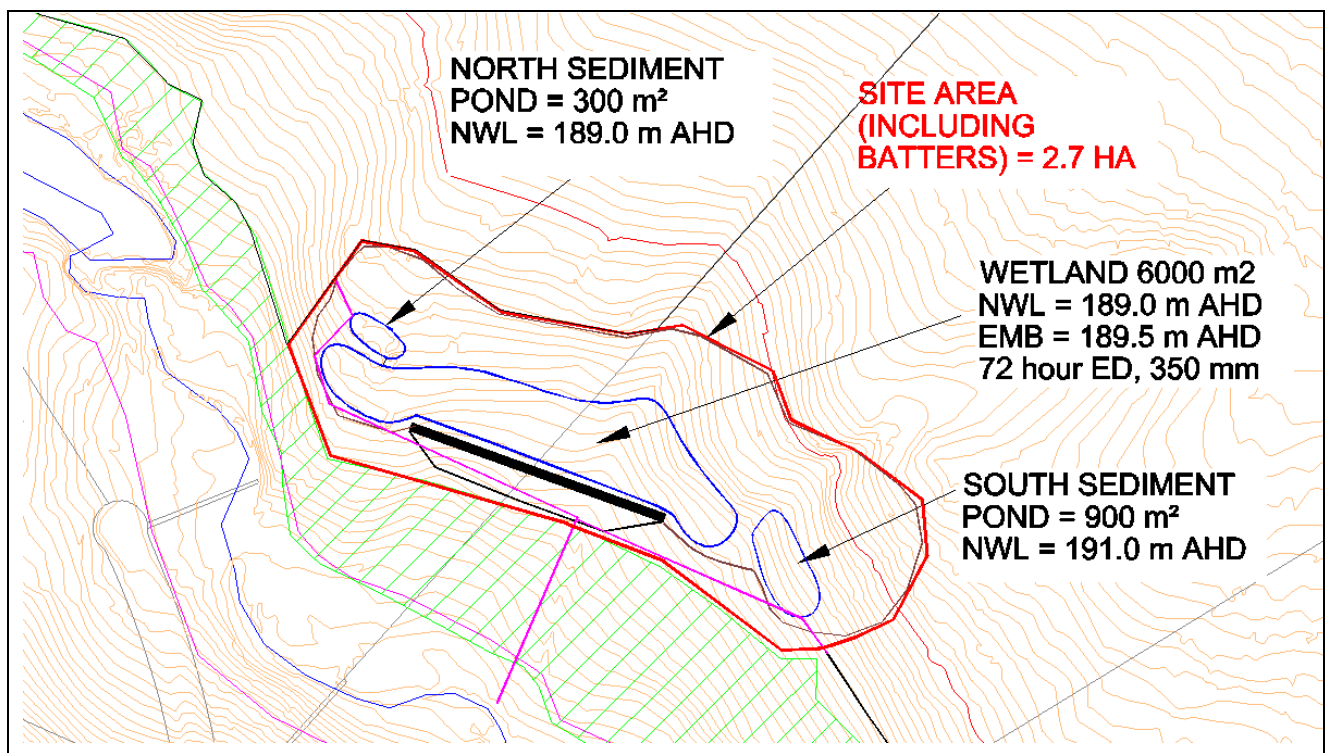 NORTH SEDIMENT
POND = 300 m²
NWL = 189.0 m AHD
SITE AREA
(INCLUDING
BATTERS) = 2.7 HA
WETLAND 6000 m2
NWL = 189.0 m AHD
EMB = 189.5 m AHD
72 hour ED, 350 mm
SOUTH SEDIMENT
POND = 900 m²
NWL = 191.0 m AHD